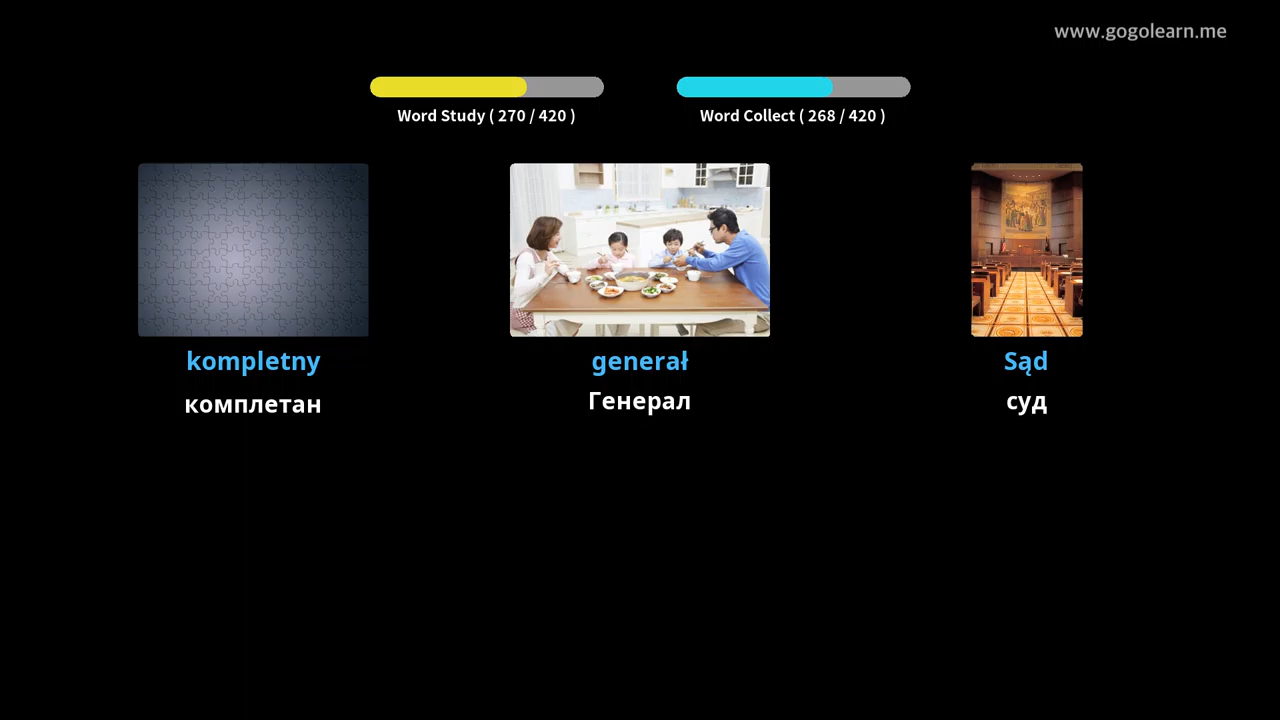 www.gogolearn.me
Word Study ( 270 / 420 )
Word Collect ( 268 / 420 )
kompletny
комплетан
generał
Генерал
Sąd
суд